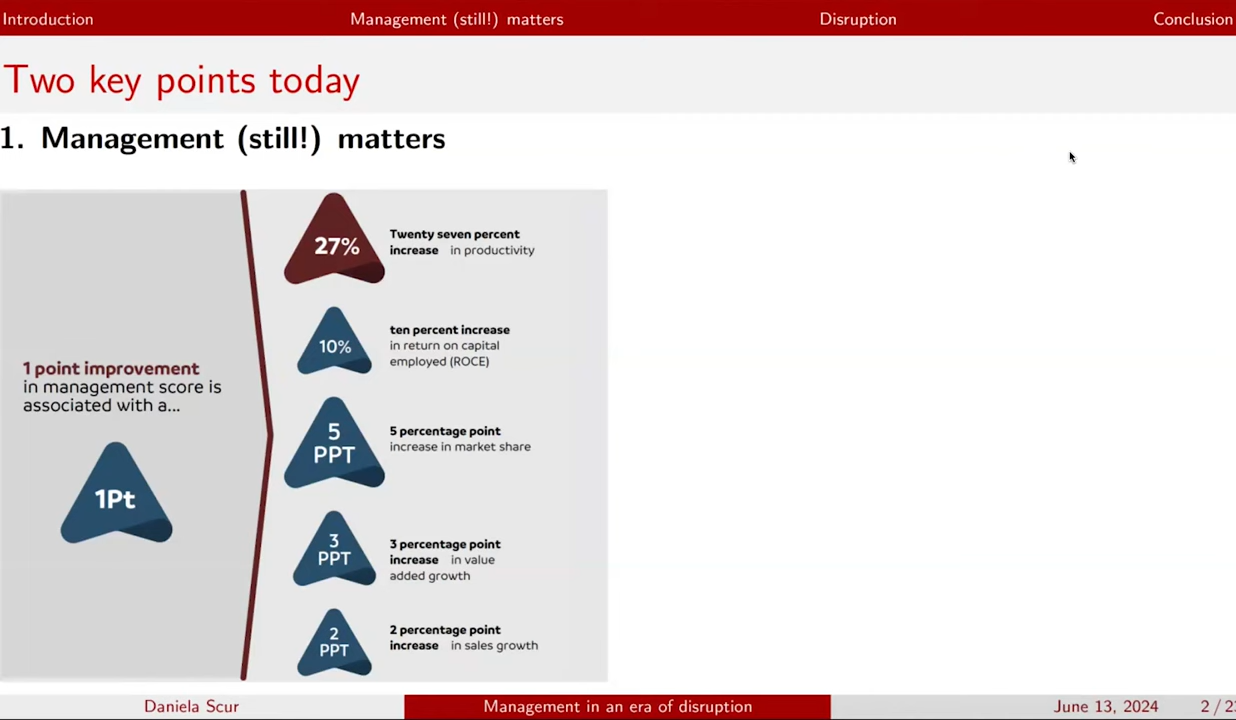 Introduction Management (still!) matters Disruption Conclusion
Two key points today
1. Management (still!) matters
1 point improvement
in management score is
associated with a...
1Pt
27%
Twenty seven percent
increase in productivity
10%
ten percent increase
in return on capital
employed (ROCE)
5
PPT
5 percentage point
increase in market share
3
PPT
3 percentage point
increase in value
added growth
2
PPT
2 percentage point
increase in sales growth
Daniela Scur Management in an era of disruption June 13, 2024 2 /